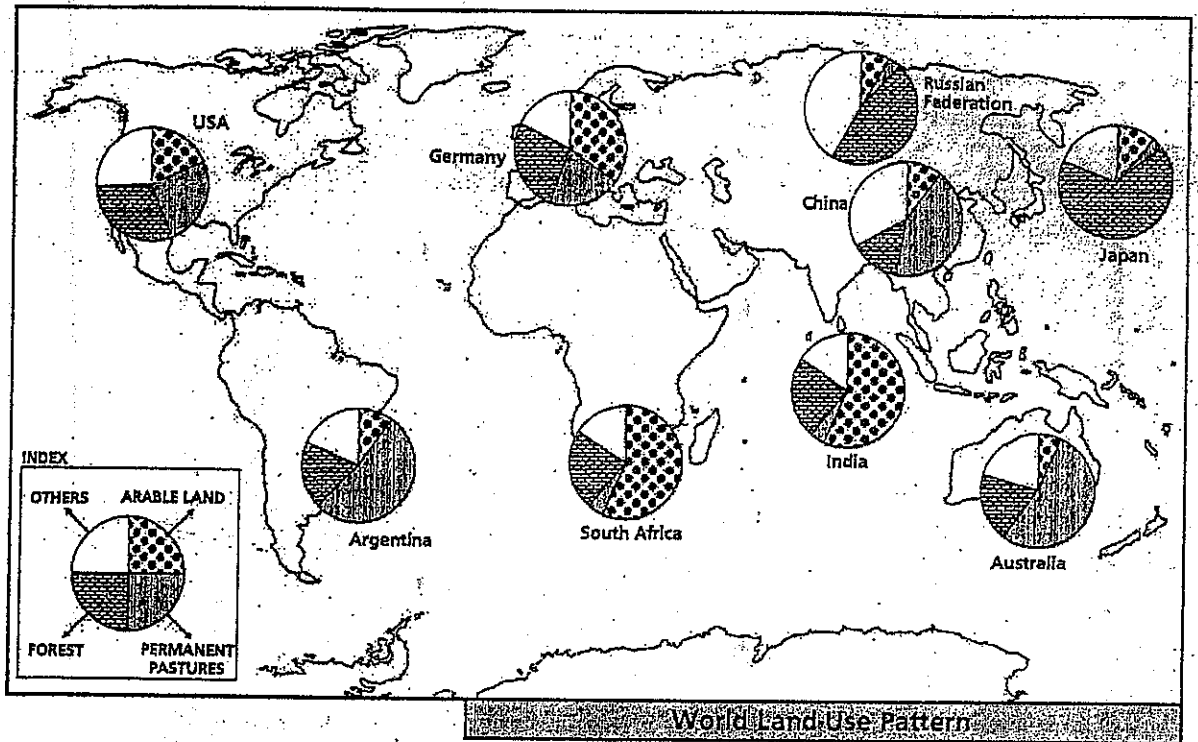 USA
Germany
Russian
Federation
China
Japan
India
Argentina
South Africa
Australia
INDEX
OTHERS
ARABLE LAND
FOREST
PERMANENT
PASTURES
World Land Use Pattern